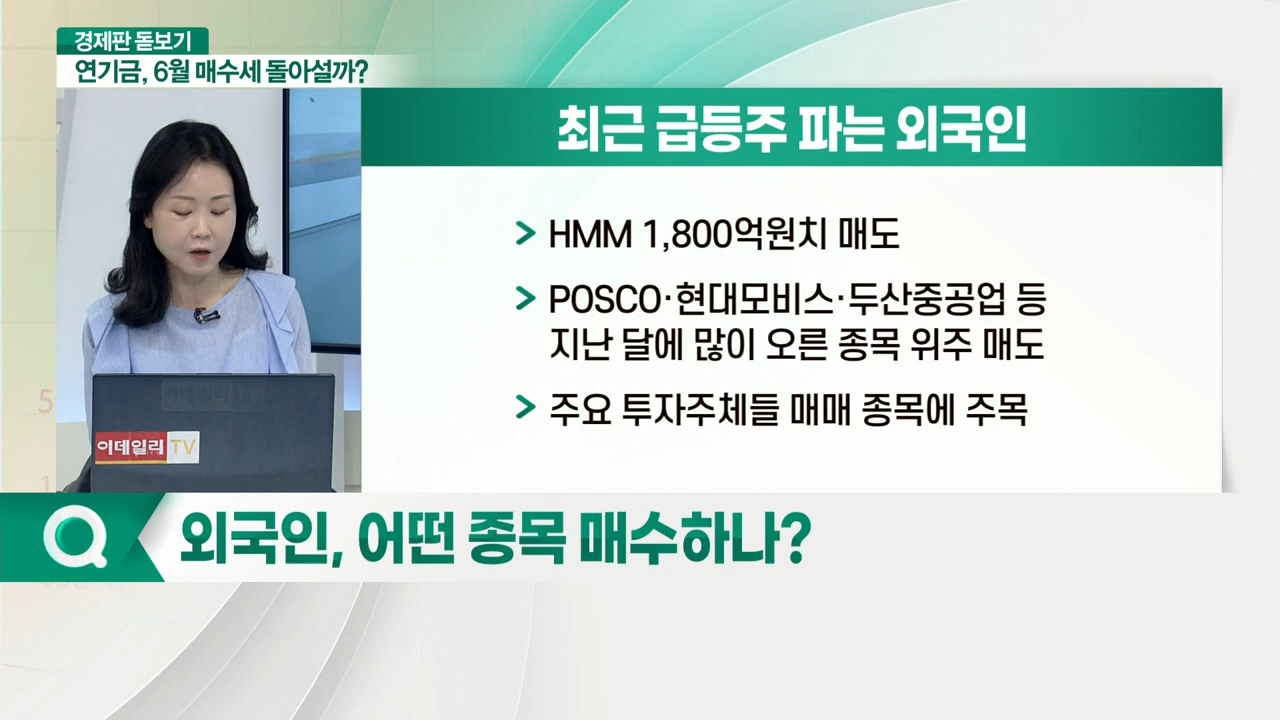 경제판 돋보기
연기금, 6월 매수세 돌아설까?
최근 급등주 파는 외국인
> HMM 1,800억원치 매도
> POSCO·현대모비스·두산중공업 등
지난 달에 많이 오른 종목 위주 매도
> 주요 투자주체들 매매 종목에 주목
이데일리 TV
외국인, 어떤 종목 매수하나?